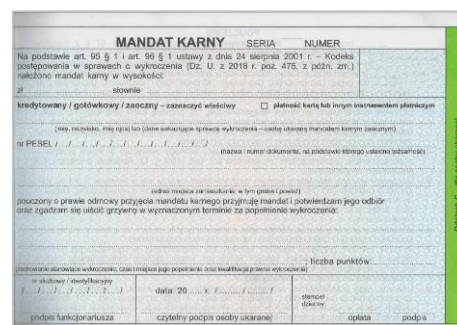 MANDAT KARNY SERIA NUMER
Na podstawie art. 95 § 1 i art. 96 § 1 ustawy z dnia 24 sierpnia 2001 r. – Kodeks
postępowania w sprawach o wykroczenia (Dz. U. z 2018 r. poz. 475, z późn. zm.)
nałożono mandat karny w wysokości:
zł słownie
kredytowany / gotówkowy / zaoczny – zaznaczyć właściwy □ płatność kartą lub innym instrumentem płatniczym
(imię, nazwisko, imię ojca) lub (dane wskazujące sprawcę wykroczenia – osobę ukaraną mandatem karnym zaocznym)
nr PESEL /..../..../..../..../..../..../..../..../..../..../..../
(nazwa i numer dokumentu, na podstawie którego ustalono tożsamość)
(adres miejsca zamieszkania, w tym gmina i powiat)
pouczony o prawie odmowy przyjęcia mandatu karnego przyjmuję mandat i potwierdzam jego odbiór
oraz zgadzam się uiścić grzywnę w wyznaczonym terminie za popełnienie wykroczenia:
; liczba punktów
(zachowanie stanowiące wykroczenie, czas i miejsce jego popełnienia oraz kwalifikacja prawna wykroczenia)
nr służbowy / identyfikacyjny
/..../..../..../..../..../..../
data: 20 ..... r. / ........ / ........ /
stempel
dzienny
podpis funkcjonariusza czytelny podpis osoby ukaranej opłata podpis